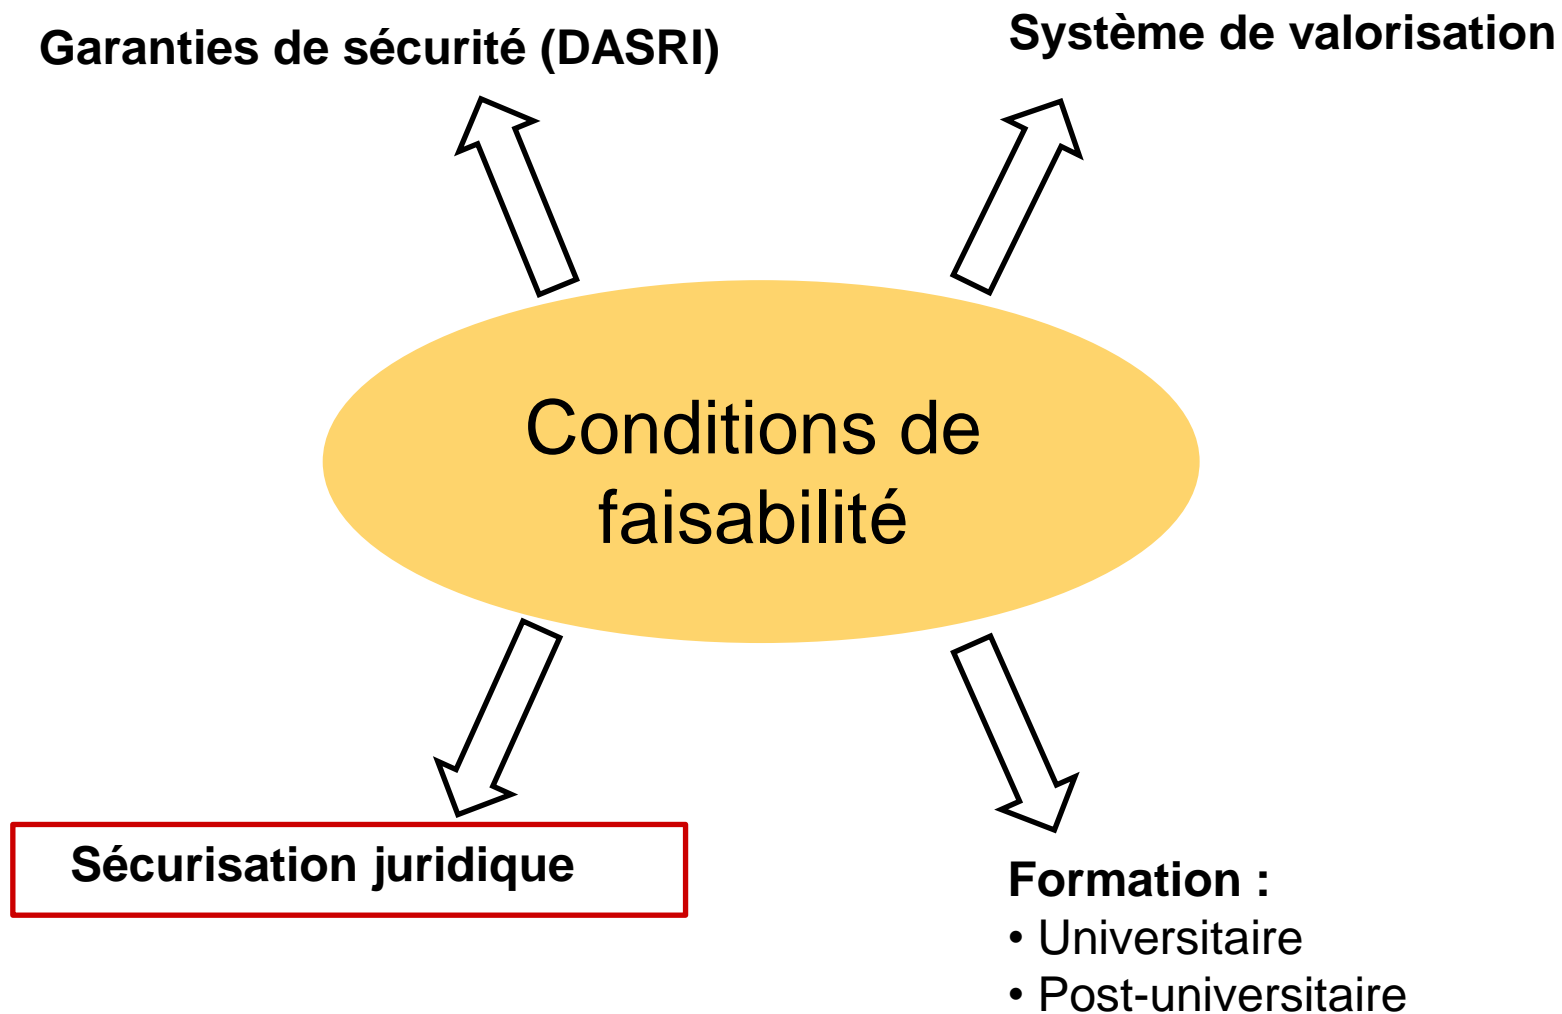 Garanties de sécurité (DASRI)
Système de valorisation
Conditions de
faisabilité
Sécurisation juridique
Formation :
• Universitaire
• Post-universitaire